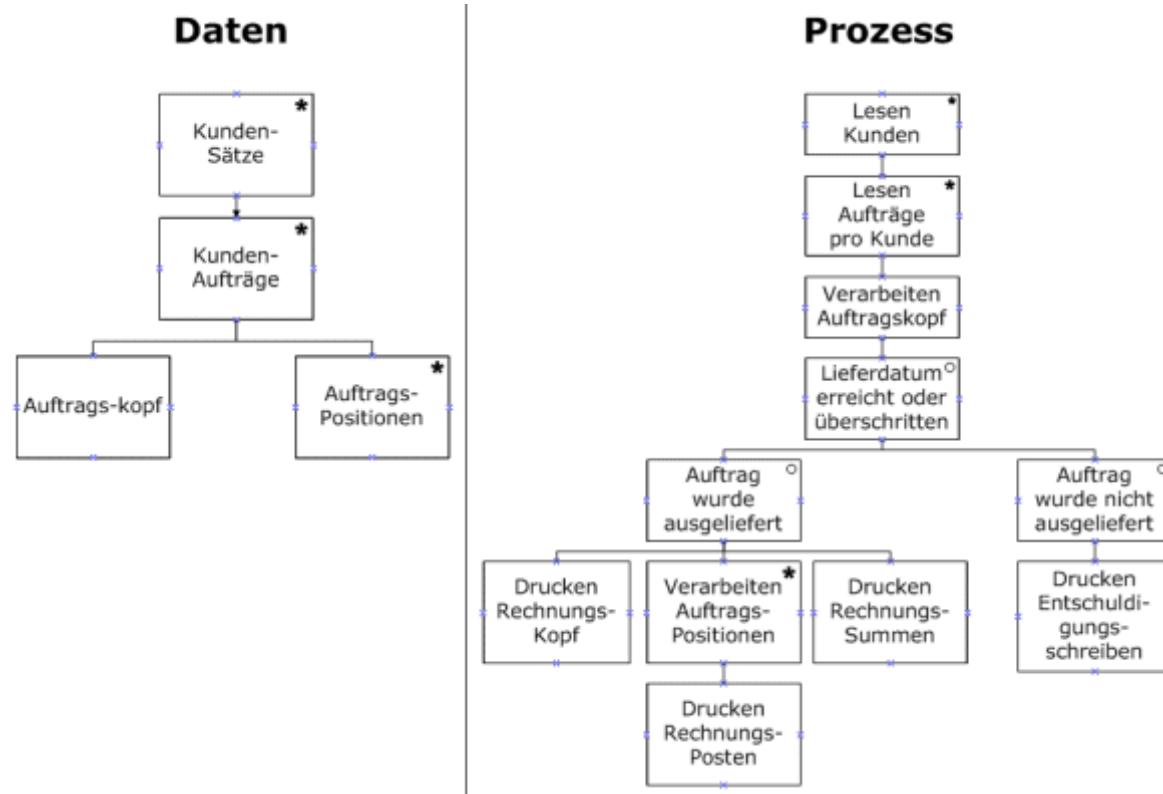 Daten
Prozess
*
Kunden-
Sätze
*
Kunden-
Aufträge
Auftrags-kopf
*
Auftrags-
Positionen
*
Lesen
Kunden
*
Lesen
Aufträge
pro Kunde
Verarbeiten
Auftragskopf
Lieferdatum
erreicht oder
überschritten
Auftrag
wurde
ausgeliefert
Auftrag
wurde nicht
ausgeliefert
Drucken
Rechnungs-
Kopf
*
Verarbeiten
Auftrags-
Positionen
Drucken
Rechnungs-
Summen
Drucken
Entschuldi-
gungs-
schreiben
Drucken
Rechnungs-
Posten